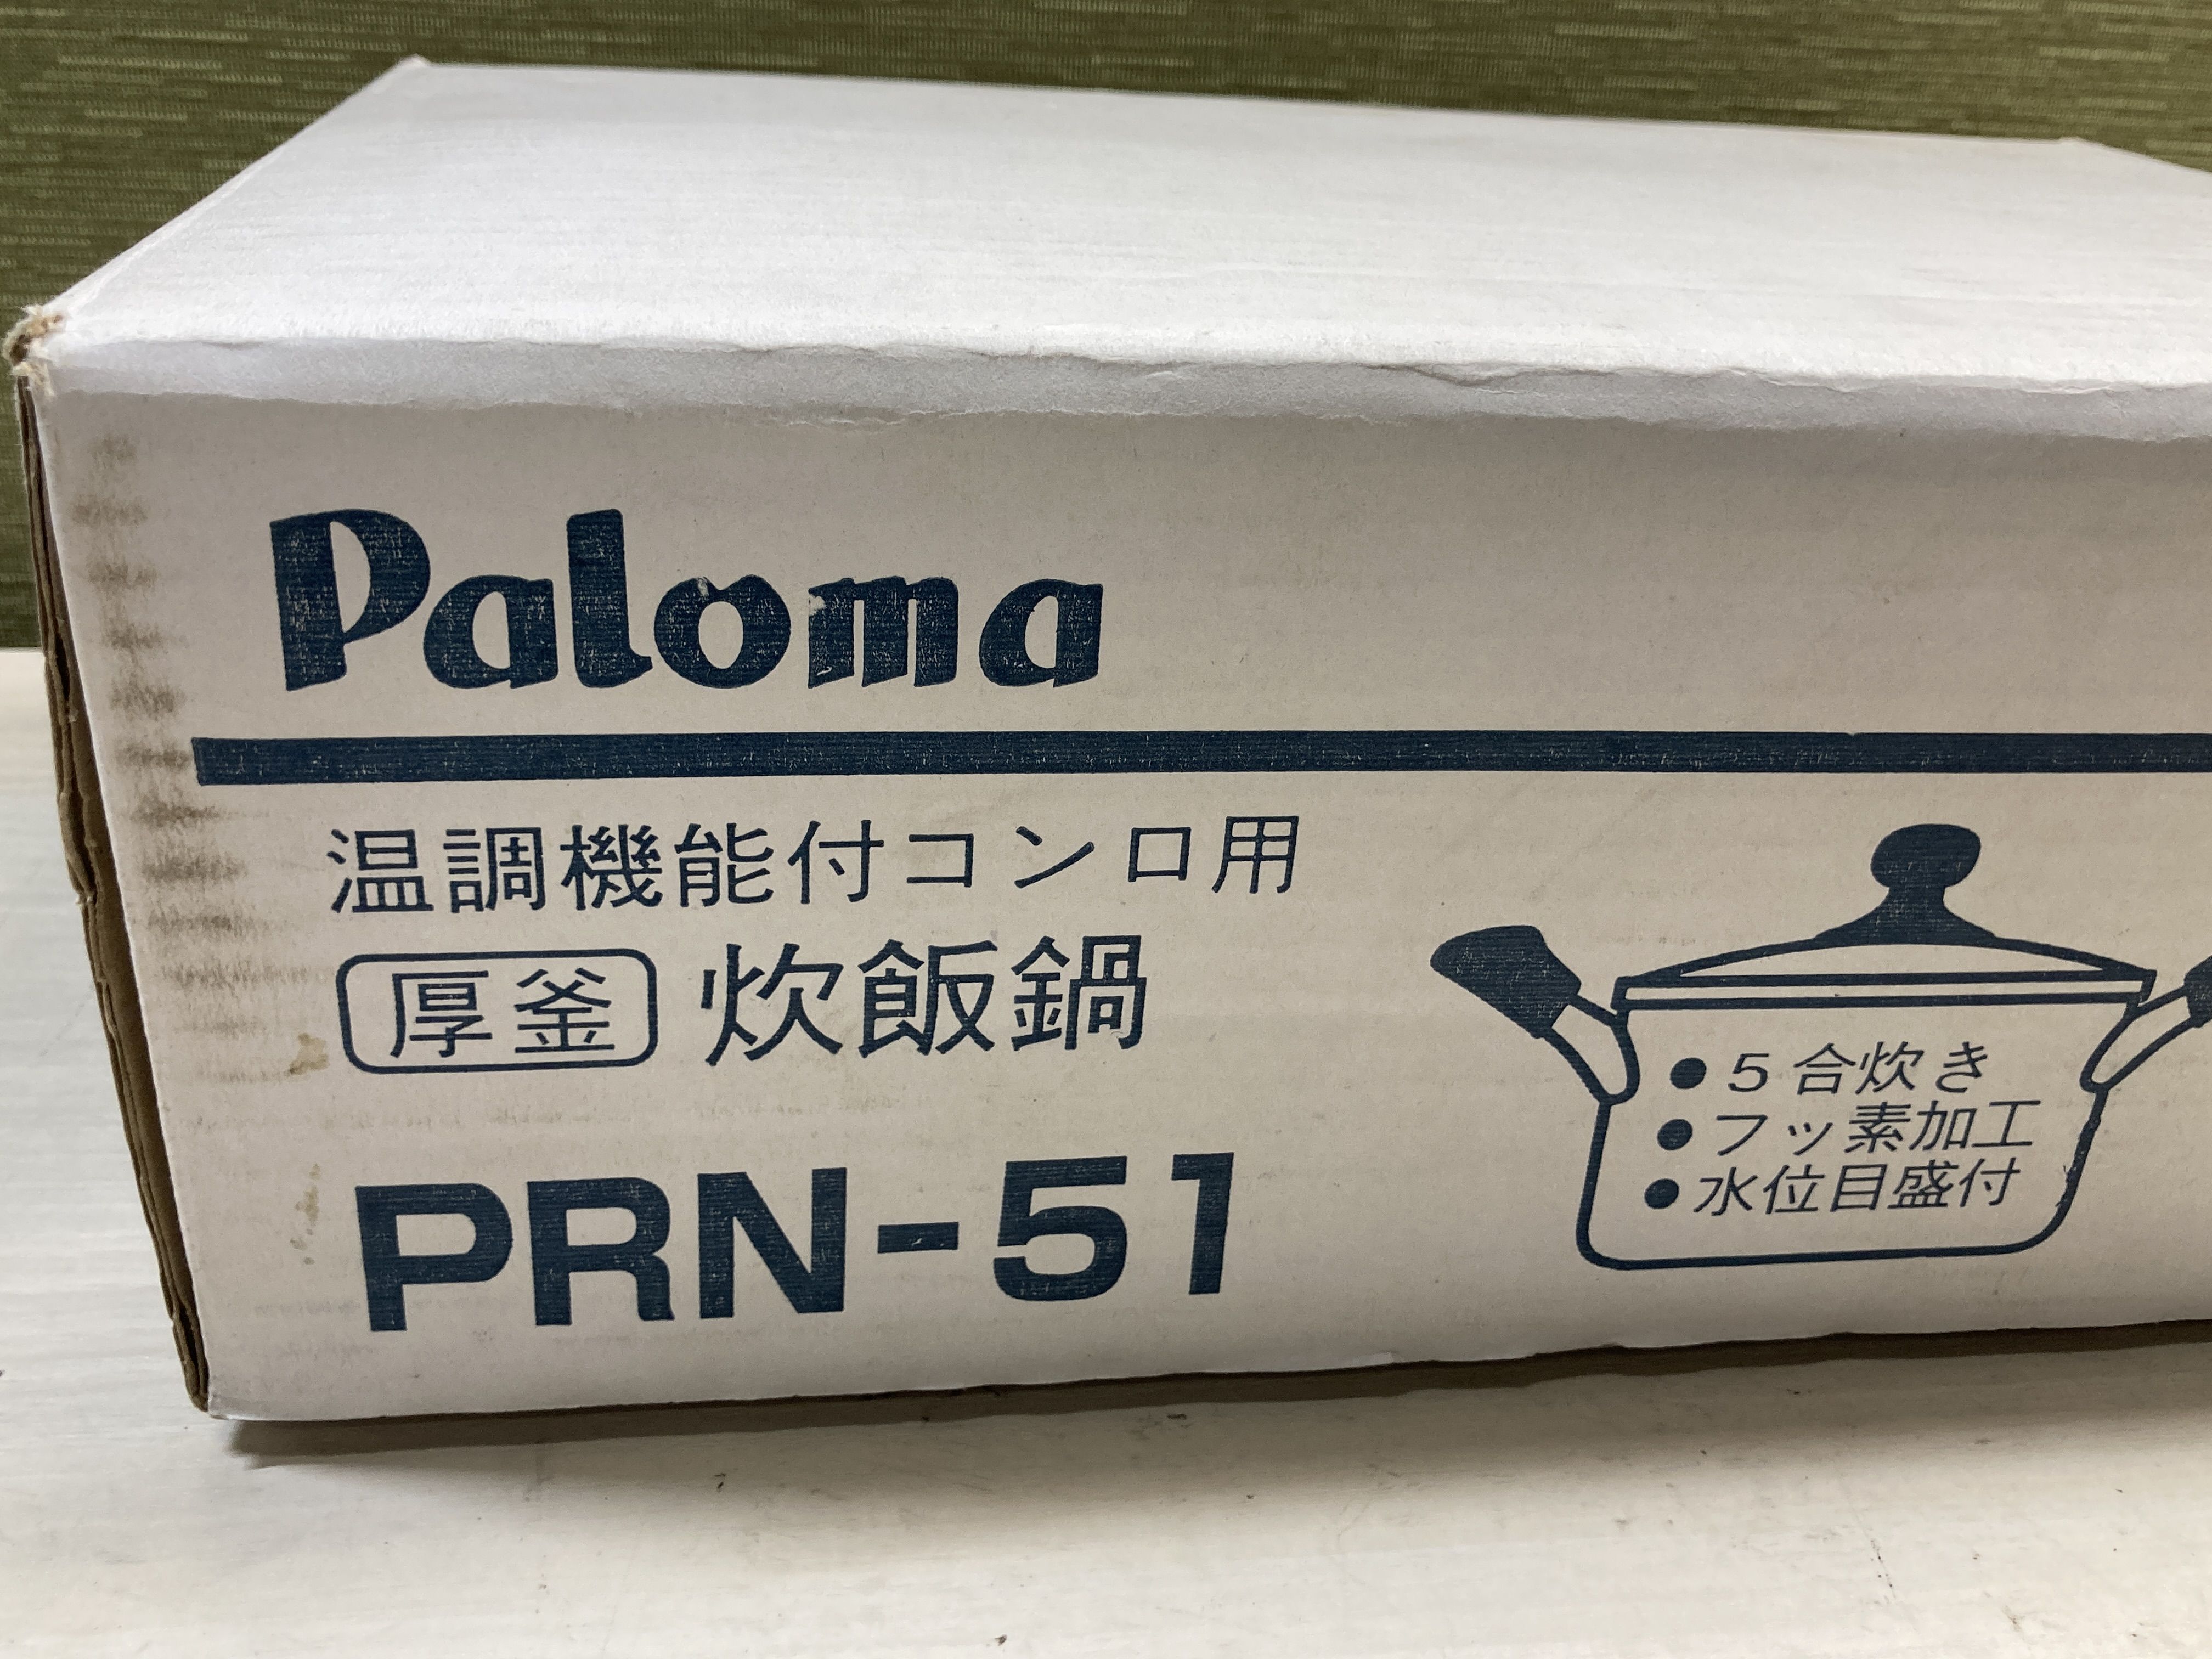 Paloma
温調機能付コンロ用
厚釜 炊飯鍋
PRN-51
●5合炊き
●フッ素加工
●水位目盛付